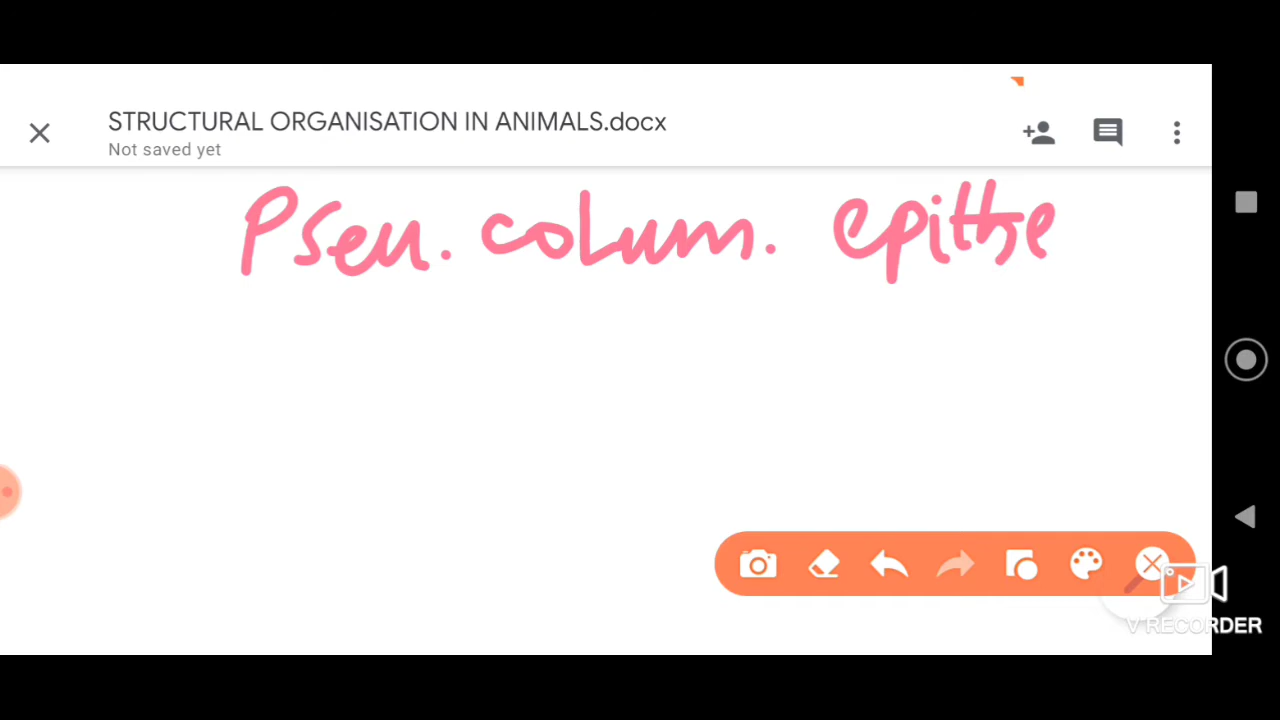 STRUCTURAL ORGANISATION IN ANIMALS.docx
Not saved yet
Pseu. colum. epithe
V RECORDER